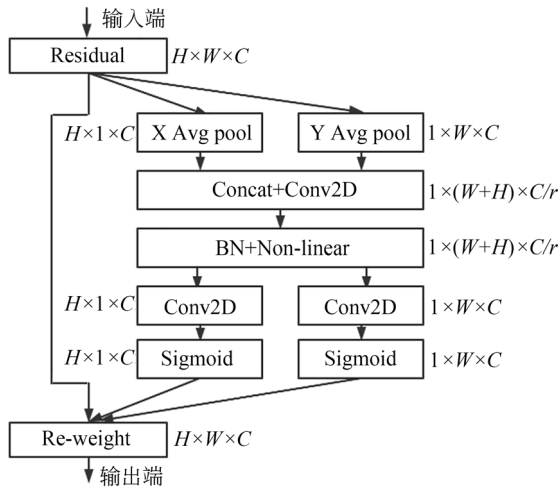 输入端
Residual H×W×C
H×1×C X Avg pool Y Avg pool 1×W×C
Concat+Conv2D 1×(W+H)×C/r
BN+Non-linear 1×(W+H)×C/r
H×1×C Conv2D Conv2D 1×W×C
H×1×C Sigmoid Sigmoid 1×W×C
Re-weight H×W×C
输出端